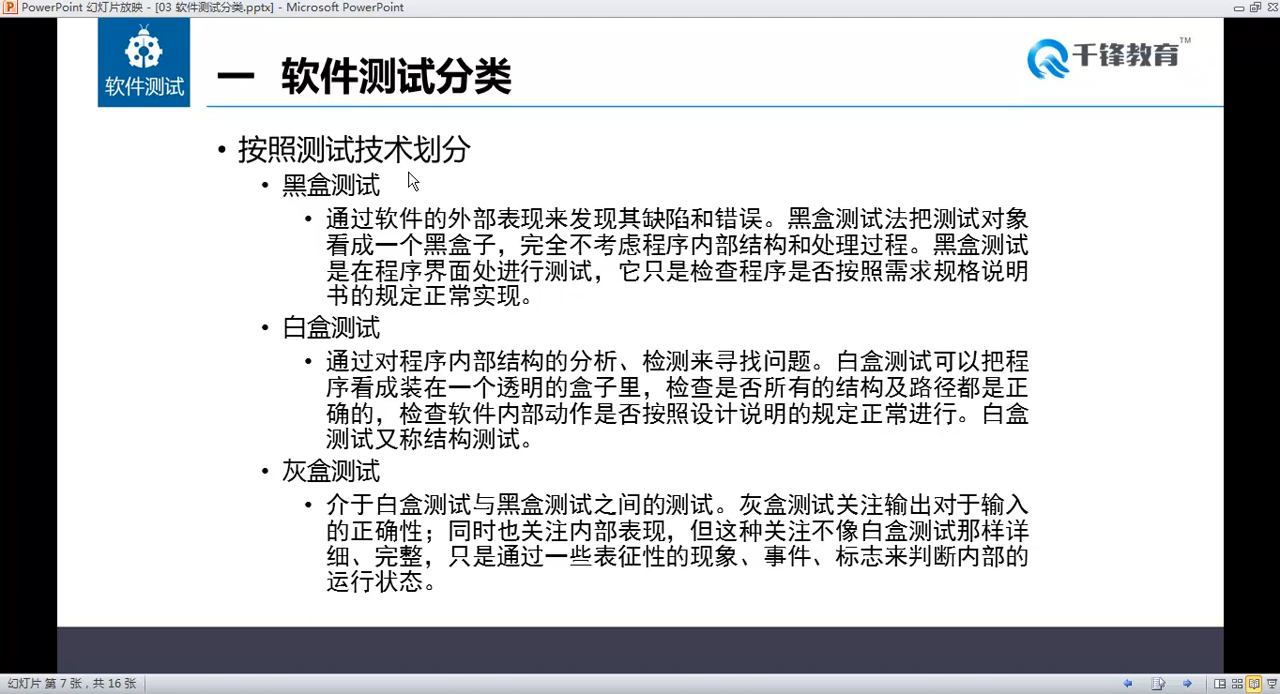 PowerPoint 幻灯片放映 - [03 软件测试分类.pptx] - Microsoft PowerPoint
软件测试
一 软件测试分类
千锋教育™
• 按照测试技术划分
• 黑盒测试
• 通过软件的外部表现来发现其缺陷和错误。黑盒测试法把测试对象
看成一个黑盒子，完全不考虑程序内部结构和处理过程。黑盒测试
是在程序界面处进行测试，它只是检查程序是否按照需求规格说明
书的规定正常实现。
• 白盒测试
• 通过对程序内部结构的分析、检测来寻找问题。白盒测试可以把程
序看成装在一个透明的盒子里，检查是否所有的结构及路径都是正
确的，检查软件内部动作是否按照设计说明的规定正常进行。白盒
测试又称结构测试。
• 灰盒测试
• 介于白盒测试与黑盒测试之间的测试。灰盒测试关注输出对于输入
的正确性；同时也关注内部表现，但这种关注不像白盒测试那样详
细、完整，只是通过一些表征性的现象、事件、标志来判断内部的
运行状态。
幻灯片 第 7 张，共 16 张